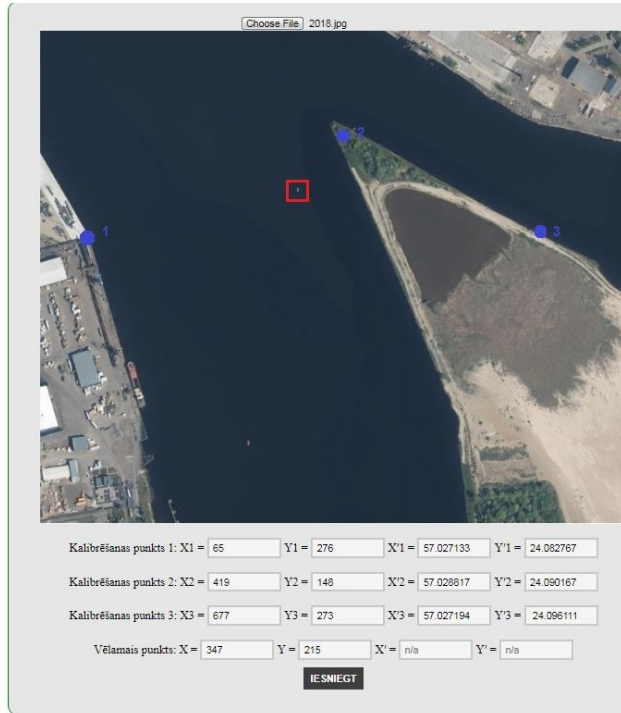 Choose File 2018.jpg
2
1
3
Kalibrēšanas punkts 1: X1 = 65 Y1 = 276 X'1 = 57.027133 Y'1 = 24.082767
Kalibrēšanas punkts 2: X2 = 419 Y2 = 148 X'2 = 57.028817 Y'2 = 24.090167
Kalibrēšanas punkts 3: X3 = 677 Y3 = 273 X'3 = 57.027194 Y'3 = 24.096111
Vēlamais punkts: X = 347 Y = 215 X' = n/a Y' = n/a
IESNIEGT